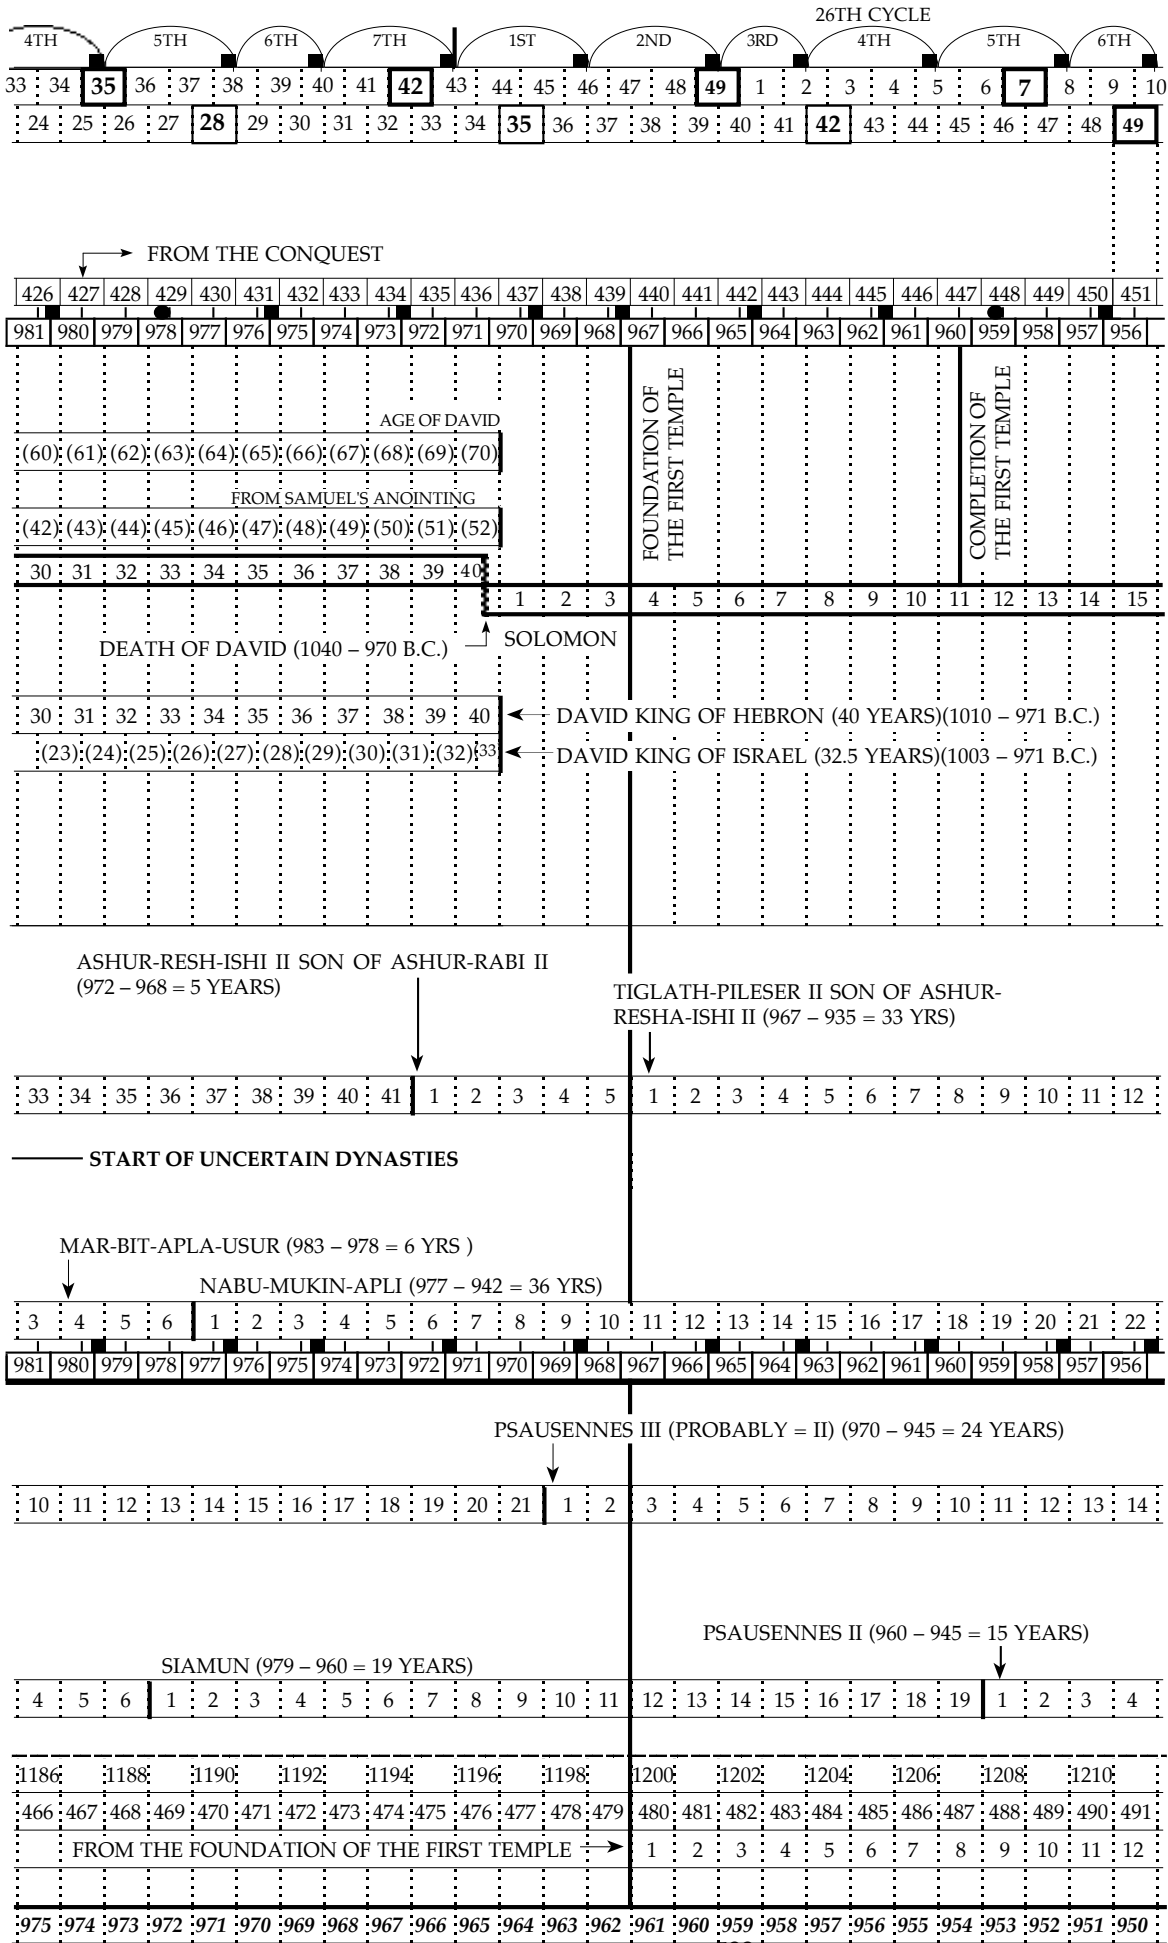 26TH CYCLE
4TH 5TH 6TH 7TH 1ST 2ND 3RD 4TH 5TH 6TH
33 34 35 36 37 38 39 40 41 42 43 44 45 46 47 48 49 1 2 3 4 5 6 7 8 9 10
24 25 26 27 28 29 30 31 32 33 34 35 36 37 38 39 40 41 42 43 44 45 46 47 48 49
FROM THE CONQUEST
426 427 428 429 430 431 432 433 434 435 436 437 438 439 440 441 442 443 444 445 446 447 448 449 450 451
981 980 979 978 977 976 975 974 973 972 971 970 969 968 967 966 965 964 963 962 961 960 959 958 957 956
FOUNDATION OF
THE FIRST TEMPLE
COMPLETION OF
THE FIRST TEMPLE
AGE OF DAVID
(60) (61) (62) (63) (64) (65) (66) (67) (68) (69) (70)
FROM SAMUEL'S ANOINTING
(42) (43) (44) (45) (46) (47) (48) (49) (50) (51) (52)
30 31 32 33 34 35 36 37 38 39 40
1 2 3 4 5 6 7 8 9 10 11 12 13 14 15
DEATH OF DAVID (1040 – 970 B.C.) SOLOMON
30 31 32 33 34 35 36 37 38 39 40 DAVID KING OF HEBRON (40 YEARS)(1010 – 971 B.C.)
(23) (24) (25) (26) (27) (28) (29) (30) (31) (32) 33 DAVID KING OF ISRAEL (32.5 YEARS)(1003 – 971 B.C.)
ASHUR-RESH-ISHI II SON OF ASHUR-RABI II
(972 – 968 = 5 YEARS)
TIGLATH-PILESER II SON OF ASHUR-
RESHA-ISHI II (967 – 935 = 33 YRS)
33 34 35 36 37 38 39 40 41 1 2 3 4 5 1 2 3 4 5 6 7 8 9 10 11 12
START OF UNCERTAIN DYNASTIES
MAR-BIT-APLA-USUR (983 – 978 = 6 YRS )
NABU-MUKIN-APLI (977 – 942 = 36 YRS)
3 4 5 6 1 2 3 4 5 6 7 8 9 10 11 12 13 14 15 16 17 18 19 20 21 22
981 980 979 978 977 976 975 974 973 972 971 970 969 968 967 966 965 964 963 962 961 960 959 958 957 956
PSAUSENNES III (PROBABLY = II) (970 – 945 = 24 YEARS)
10 11 12 13 14 15 16 17 18 19 20 21 1 2 3 4 5 6 7 8 9 10 11 12 13 14
PSAUSENNES II (960 – 945 = 15 YEARS)
SIAMUN (979 – 960 = 19 YEARS)
4 5 6 1 2 3 4 5 6 7 8 9 10 11 12 13 14 15 16 17 18 19 1 2 3 4
1186 1188 1190 1192 1194 1196 1198 1200 1202 1204 1206 1208 1210
466 467 468 469 470 471 472 473 474 475 476 477 478 479 480 481 482 483 484 485 486 487 488 489 490 491
FROM THE FOUNDATION OF THE FIRST TEMPLE 1 2 3 4 5 6 7 8 9 10 11 12
975 974 973 972 971 970 969 968 967 966 965 964 963 962 961 960 959 958 957 956 955 954 953 952 951 950